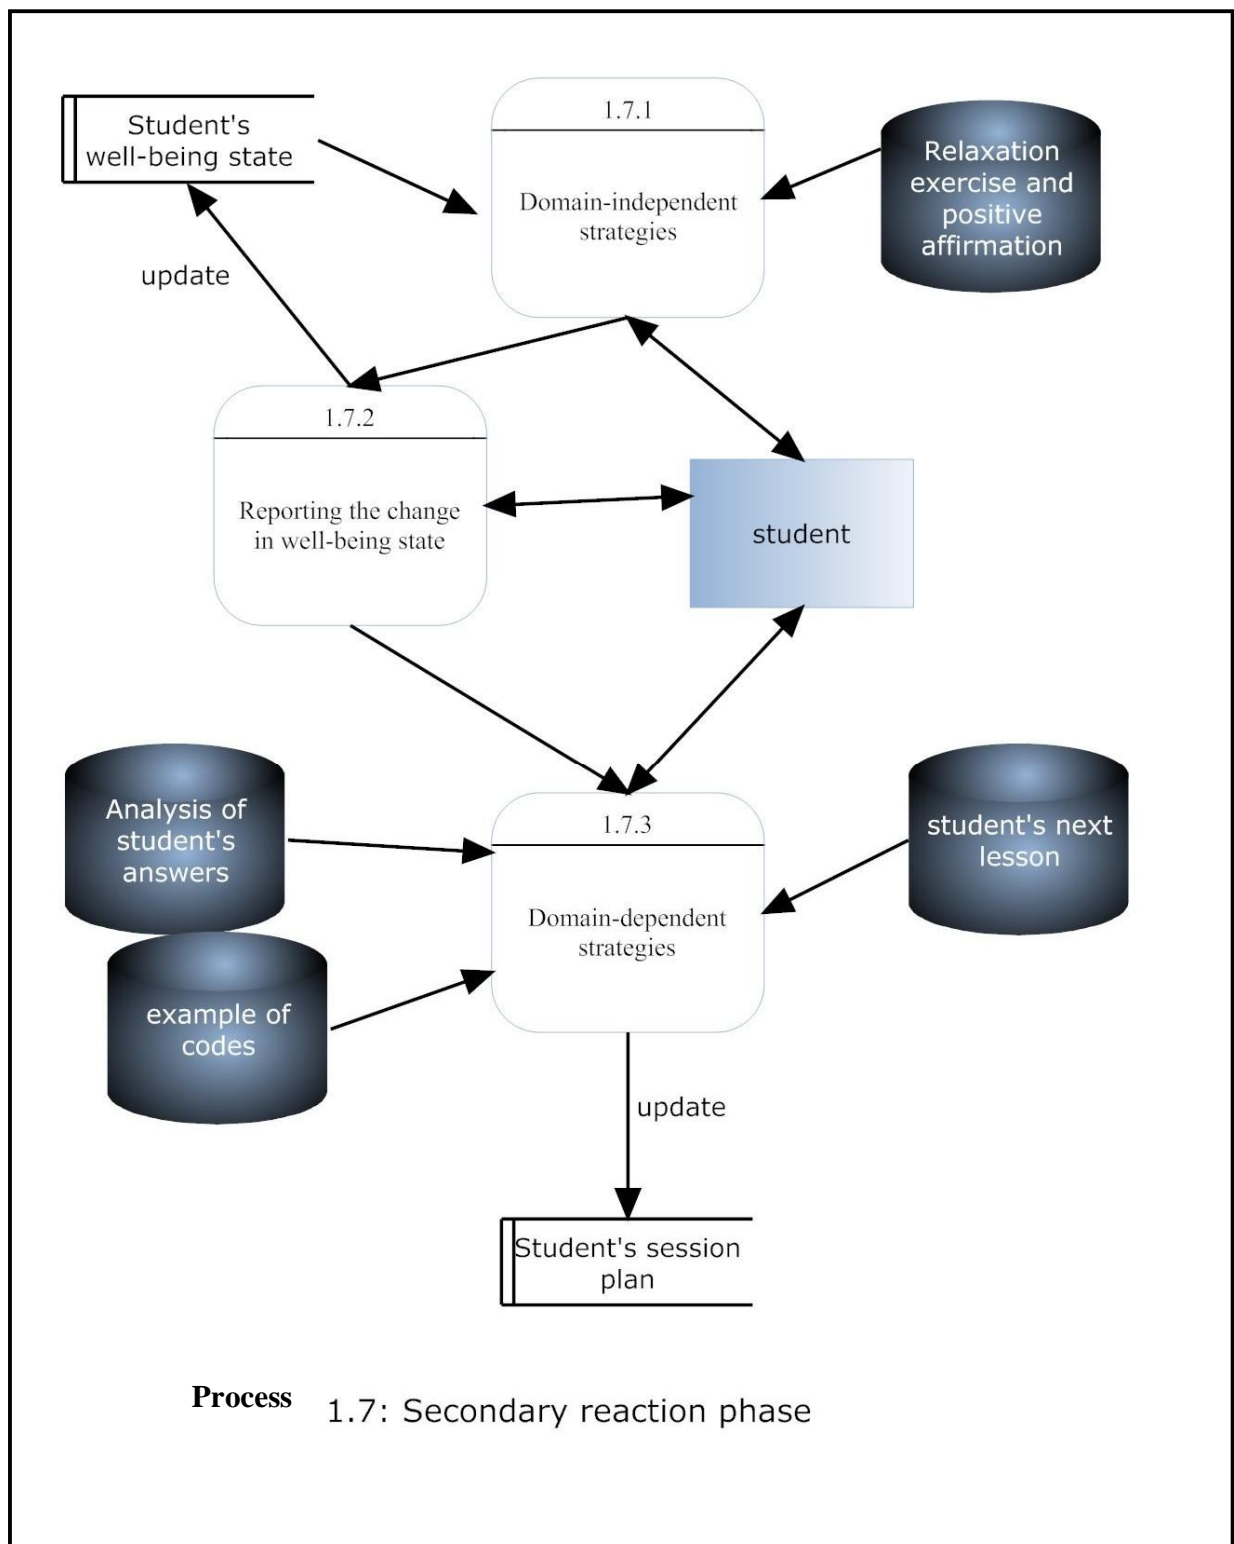 1.7.1
Student's
well-being state
Relaxation
exercise and
positive
affirmation
Domain-independent
strategies
update
1.7.2
Reporting the change
in well-being state
student
Analysis of
student's
answers
1.7.3
student's next
lesson
Domain-dependent
strategies
example of
codes
update
Student's session
plan
Process 1.7: Secondary reaction phase